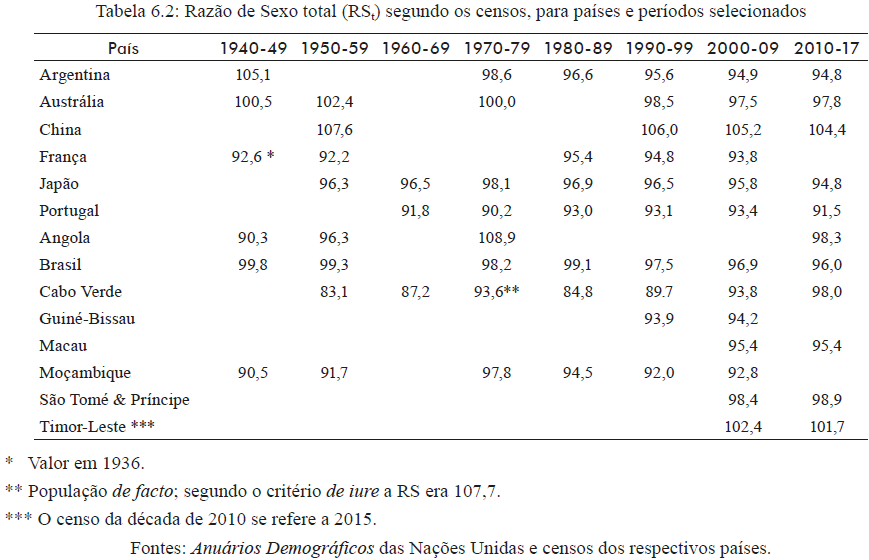 Tabela 6.2: Razão de Sexo total (RSt) segundo os censos, para países e períodos selecionados
País 1940-49 1950-59 1960-69 1970-79 1980-89 1990-99 2000-09 2010-17
Argentina 105,1 98,6 96,6 95,6 94,9 94,8
Austrália 100,5 102,4 100,0 98,5 97,5 97,8
China 107,6 106,0 105,2 104,4
França 92,6 * 92,2 95,4 94,8 93,8
Japão 96,3 96,5 98,1 96,9 96,5 95,8 94,8
Portugal 91,8 90,2 93,0 93,1 93,4 91,5
Angola 90,3 96,3 108,9 98,3
Brasil 99,8 99,3 98,2 99,1 97,5 96,9 96,0
Cabo Verde 83,1 87,2 93,6** 84,8 89.7 93,8 98,0
Guiné-Bissau 93,9 94,2
Macau 95,4 95,4
Moçambique 90,5 91,7 97,8 94,5 92,0 92,8
São Tomé & Príncipe 98,4 98,9
Timor-Leste *** 102,4 101,7
* Valor em 1936.
** População de facto; segundo o critério de iure a RS era 107,7.
*** O censo da década de 2010 se refere a 2015.
Fontes: Anuários Demográficos das Nações Unidas e censos dos respectivos países.